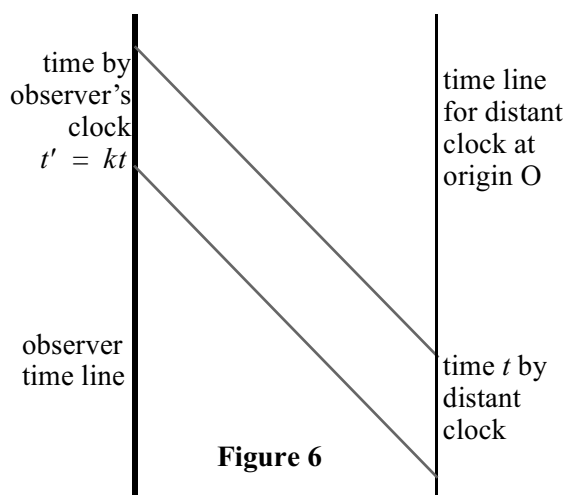 time by
observer’s
clock
t′ = kt
time line
for distant
clock at
origin O
observer
time line
time t by
distant
clock
Figure 6